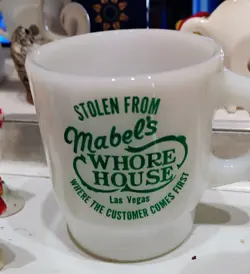 STOLEN FROM
Mabel's
WHORE
HOUSE
Las Vegas
WHERE THE CUSTOMER COMES FIRST